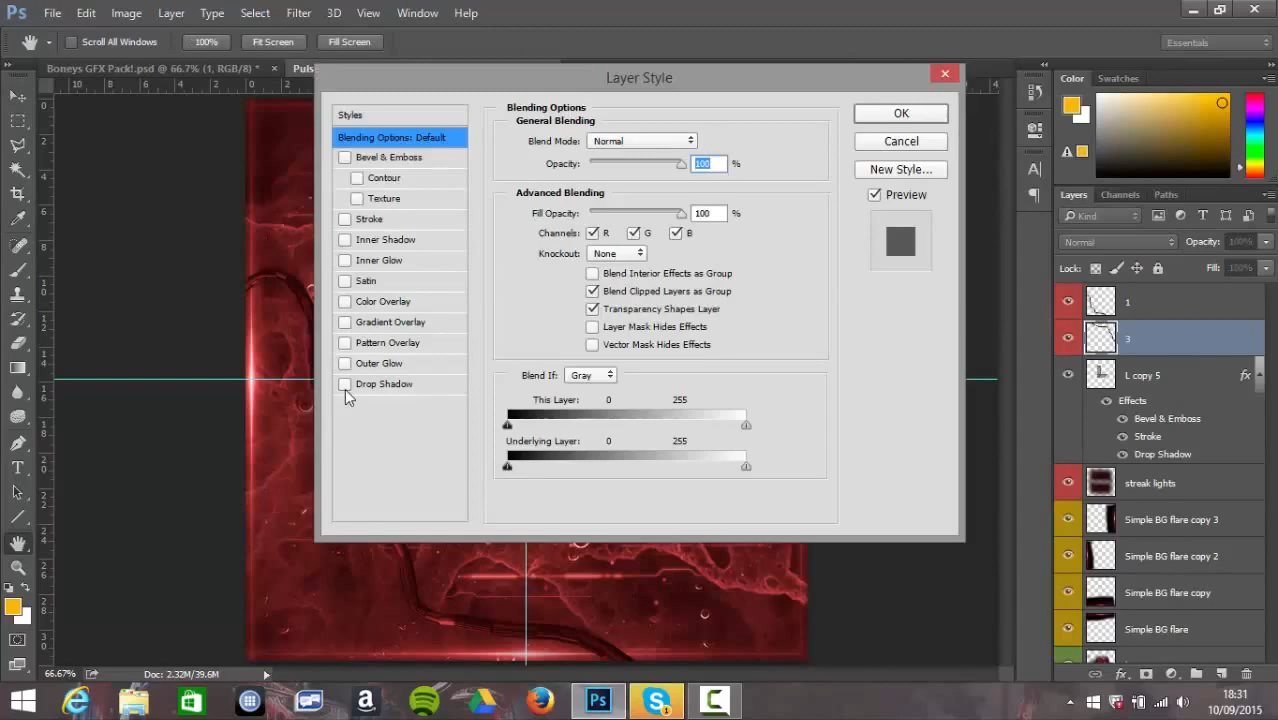 Ps File Edit Image Layer Type Select Filter 3D View Window Help
Scroll All Windows 100% Fit Screen Fill Screen Essentials
Boneys GFX Pack!.psd @ 66.7% (1, RGB/8) * × Puls
Layer Style
Styles
Blending Options: Default
Bevel & Emboss
Contour
Texture
Stroke
Inner Shadow
Inner Glow
Satin
Color Overlay
Gradient Overlay
Pattern Overlay
Outer Glow
Drop Shadow
Blending Options
General Blending
Blend Mode: Normal
Opacity: 100 %
Advanced Blending
Fill Opacity: 100 %
Channels: R G B
Knockout: None
Blend Interior Effects as Group
Blend Clipped Layers as Group
Transparency Shapes Layer
Layer Mask Hides Effects
Vector Mask Hides Effects
Blend If: Gray
This Layer: 0 255
Underlying Layer: 0 255
OK
Cancel
New Style...
Preview
Color Swatches
Layers Channels Paths
Kind
Normal Opacity: 100%
Lock: Fill: 100%
1
3
L copy 5 fx
Effects
Bevel & Emboss
Stroke
Drop Shadow
streak lights
Simple BG flare copy 3
Simple BG flare copy 2
Simple BG flare copy
Simple BG flare
66.67% Doc: 2.32M/39.6M
18:31
10/09/2015